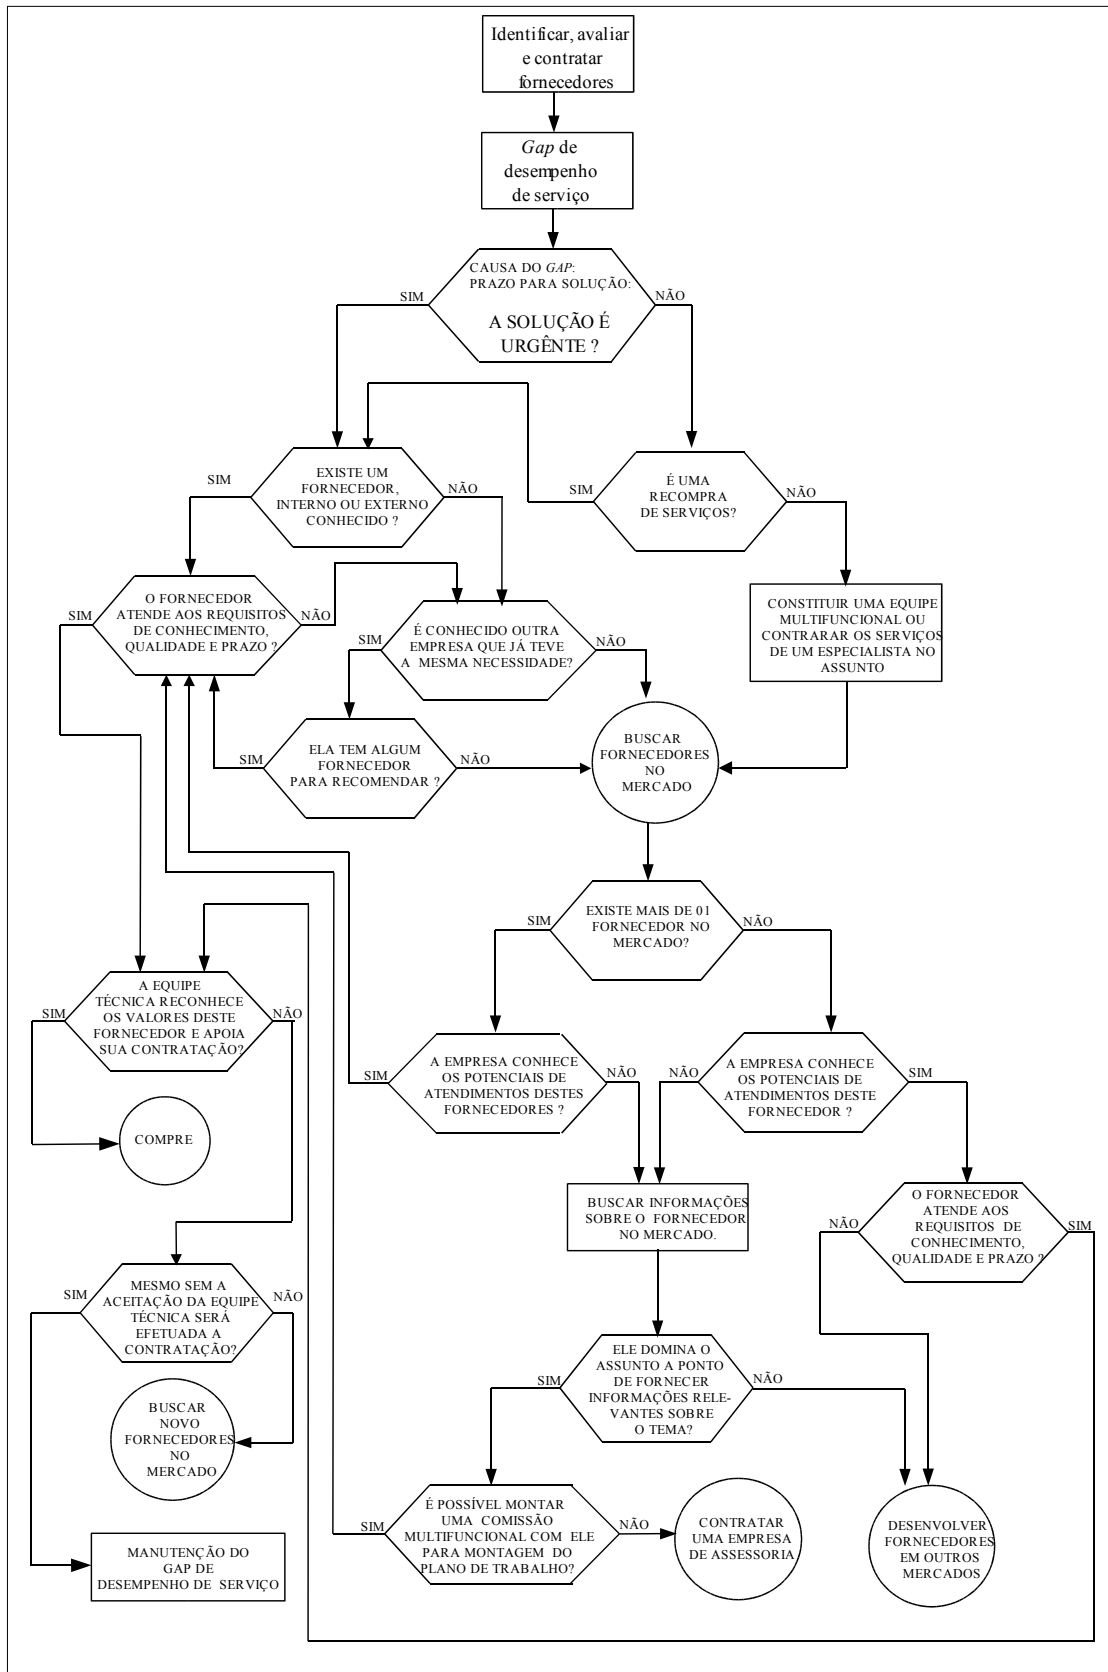 Identificar, avaliar
e contratar
fornecedores
Gap de
desempenho
de serviço
CAUSA DO GAP:
PRAZO PARA SOLUÇÃO:
A SOLUÇÃO É
URGÊNTE ?
SIM
NÃO
EXISTE UM
FORNECEDOR,
INTERNO OU EXTERNO
CONHECIDO ?
SIM
NÃO
É UMA
RECOMPRA
DE SERVIÇOS?
SIM
NÃO
O FORNECEDOR
ATENDE AOS REQUISITOS
DE CONHECIMENTO,
QUALIDADE E PRAZO ?
SIM
NÃO
É CONHECIDO OUTRA
EMPRESA QUE JÁ TEVE
A MESMA NECESSIDADE?
SIM
NÃO
CONSTITUIR UMA EQUIPE
MULTIFUNCIONAL OU
CONTRARAR OS SERVIÇOS
DE UM ESPECIALISTA NO
ASSUNTO
ELA TEM ALGUM
FORNECEDOR
PARA RECOMENDAR ?
SIM
NÃO
BUSCAR
FORNECEDORES
NO
MERCADO
EXISTE MAIS DE 01
FORNECEDOR NO
MERCADO?
SIM
NÃO
A EQUIPE
TÉCNICA RECONHECE
OS VALORES DESTE
FORNECEDOR E APOIA
SUA CONTRATAÇÃO?
SIM
NÃO
A EMPRESA CONHECE
OS POTENCIAIS DE
ATENDIMENTOS DESTES
FORNECEDORES ?
SIM
NÃO
A EMPRESA CONHECE
OS POTENCIAIS DE
ATENDIMENTOS DESTE
FORNECEDOR ?
NÃO
SIM
COMPRE
BUSCAR INFORMAÇÕES
SOBRE O FORNECEDOR
NO MERCADO.
O FORNECEDOR
ATENDE AOS
REQUISITOS DE
CONHECIMENTO,
QUALIDADE E PRAZO ?
NÃO
SIM
MESMO SEM A
ACEITAÇÃO DA EQUIPE
TÉCNICA SERÁ
EFETUADA A
CONTRATAÇÃO?
SIM
NÃO
ELE DOMINA O
ASSUNTO A PONTO
DE FORNECER
INFORMAÇÕES RELE-
VANTES SOBRE
O TEMA?
SIM
NÃO
BUSCAR
NOVO
FORNECEDORES
NO
MERCADO
É POSSÍVEL MONTAR
UMA COMISSÃO
MULTIFUNCIONAL COM ELE
PARA MONTAGEM DO
PLANO DE TRABALHO?
SIM
NÃO
CONTRATAR
UMA EMPRESA
DE ASSESSORIA
DESENVOLVER
FORNECEDORES
EM OUTROS
MERCADOS
MANUTENÇÃO DO
GAP DE
DESEMPENHO DE SERVIÇO